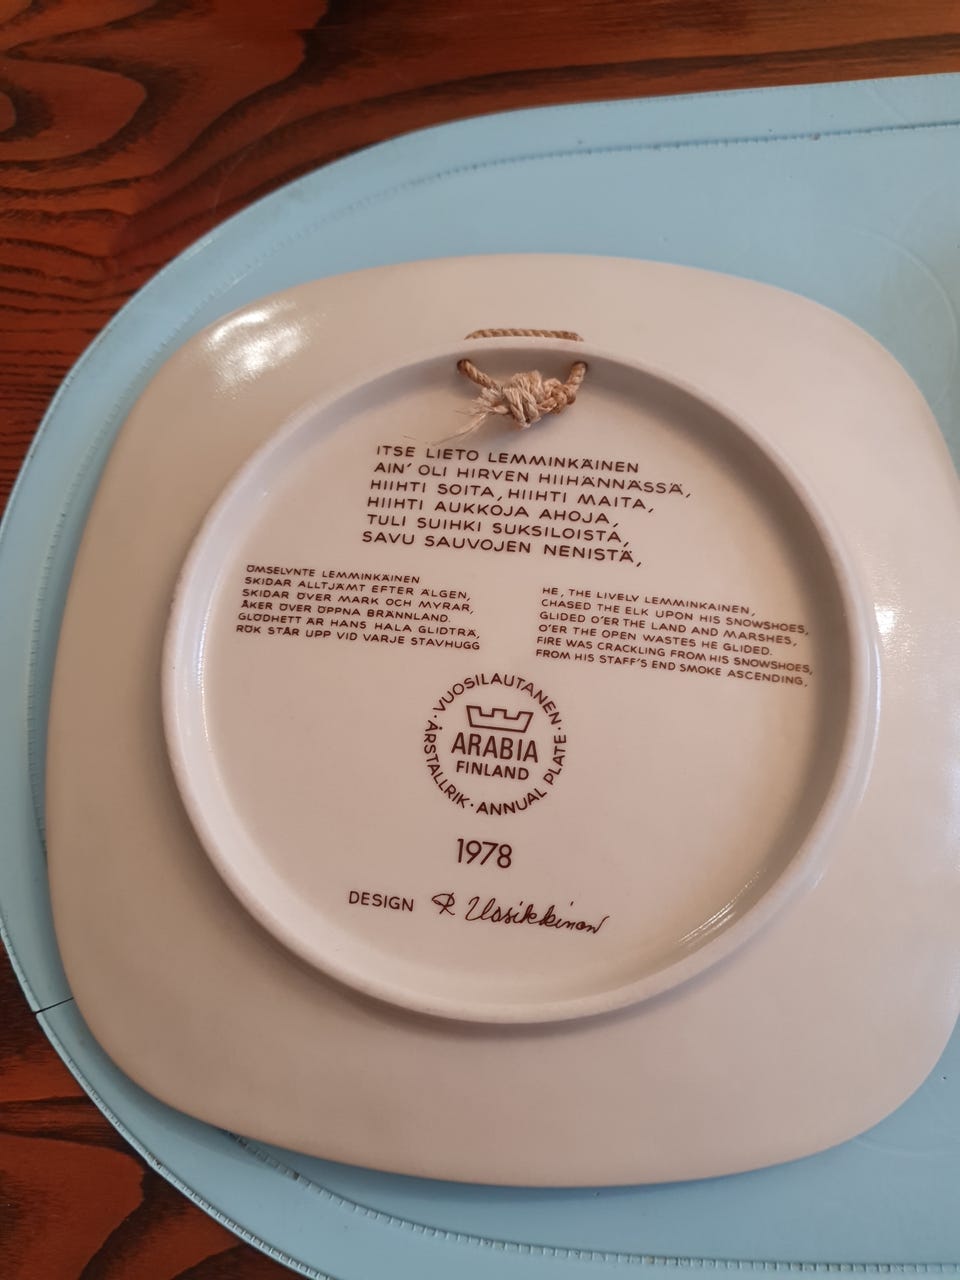 ITSE LIETO LEMMINKÄINEN
AIN' OLI HIRVEN HIIHÄNNÄSSÄ,
HIIHTI SOITA, HIIHTI MAITA,
HIIHTI AUKKOJA AHOJA,
TULI SUIHKI SUKSILOISTA,
SAVU SAUVOJEN NENISTÄ,
ÖMSELYNTE LEMMINKÄINEN
SKIDAR ALLTJÄMT EFTER ÄLGEN,
SKIDAR ÖVER MARK OCH MYRAR,
ÅKER ÖVER ÖPPNA BRÄNNLAND.
GLÖDHETT ÄR HANS HALA GLIDTRÄ,
RÖK STÅR UPP VID VARJE STAVHUGG
HE, THE LIVELY LEMMINKAINEN,
CHASED THE ELK UPON HIS SNOWSHOES,
GLIDED O'ER THE LAND AND MARSHES,
O'ER THE OPEN WASTES HE GLIDED.
FIRE WAS CRACKLING FROM HIS SNOWSHOES,
FROM HIS STAFF'S END SMOKE ASCENDING.
· VUOSILAUTANEN · ANNUAL PLATE · ÅRSTALLRIK
ARABIA
FINLAND
1978
DESIGN R Uosikkinen